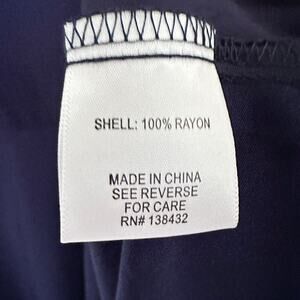 SHELL: 100% RAYON
MADE IN CHINA
SEE REVERSE
FOR CARE
RN# 138432